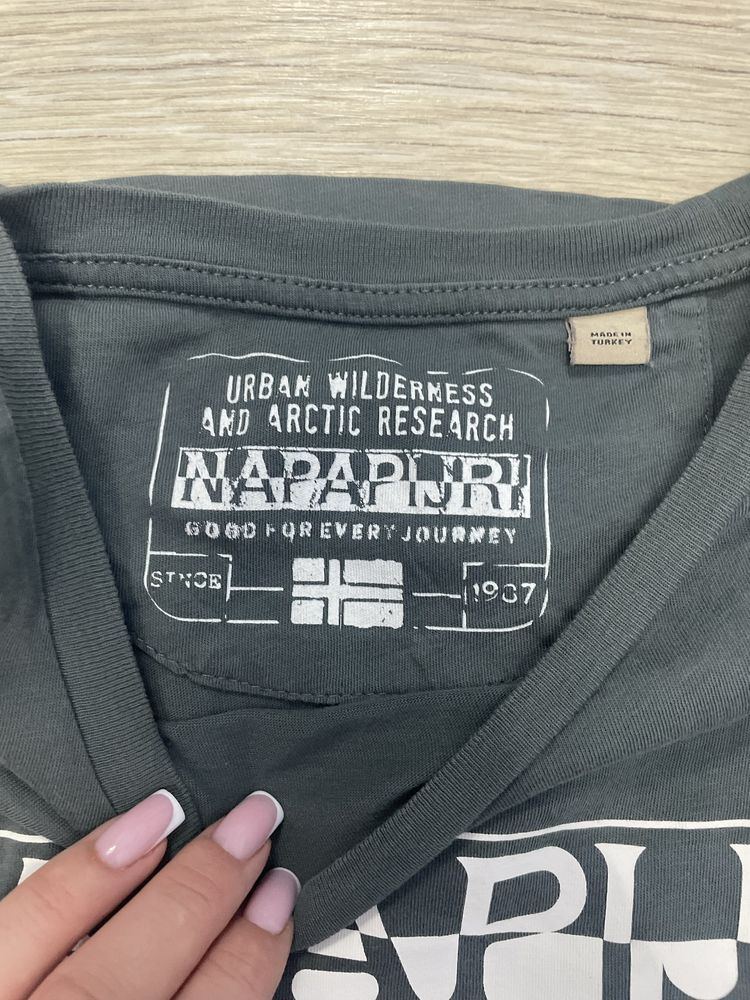 MADE IN
TURKEY
URBAN WILDERNESS
AND ARCTIC RESEARCH
NAPAPIJRI
GOOD FOR EVERY JOURNEY
SINCE
1987